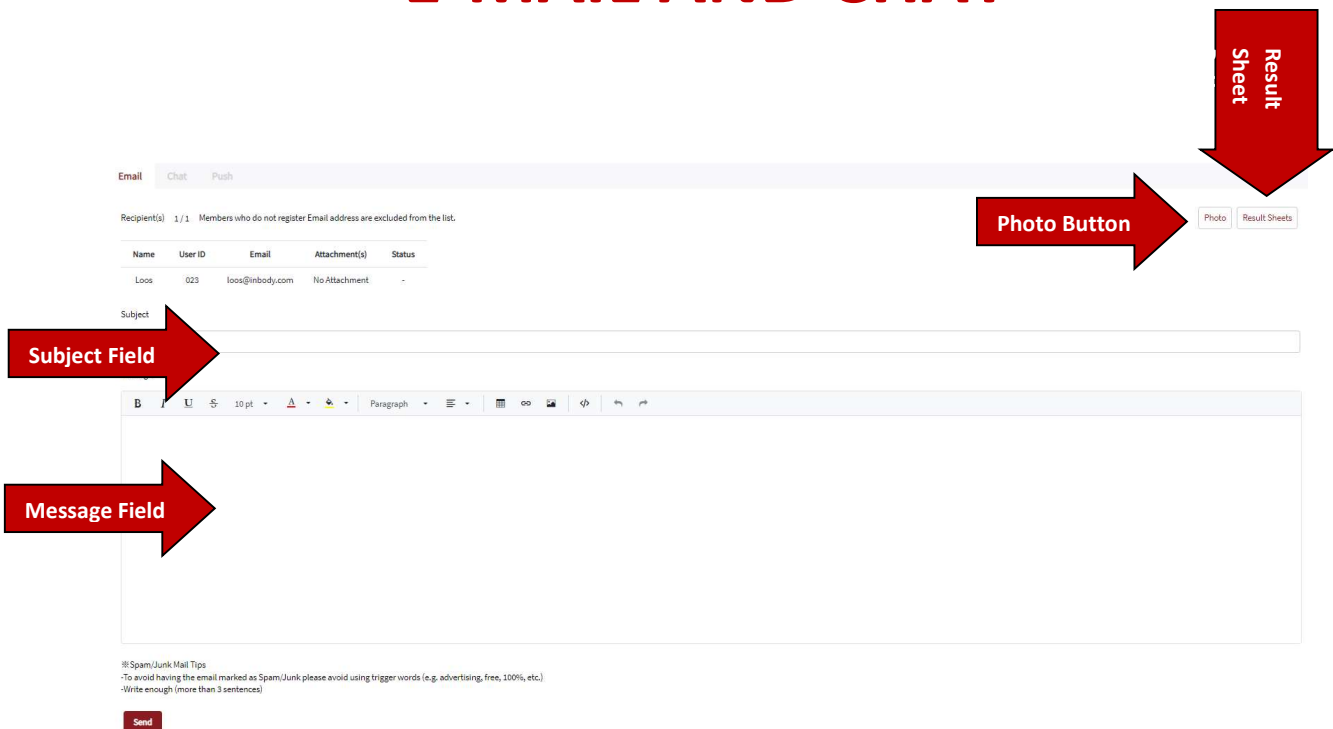 E-MAIL AND CHAT
Result
Sheet
Email Chat Push
Recipient(s) 1 / 1 Members who do not register Email address are excluded from the list.
Photo Button
Photo Result Sheets
Name User ID Email Attachment(s) Status
Loos 023 loos@inbody.com No Attachment -
Subject
Subject Field
B I U S 10 pt A Paragraph
Message Field
※Spam/Junk Mail Tips
-To avoid having the email marked as Spam/Junk please avoid using trigger words (e.g. advertising, free, 100%, etc.)
-Write enough (more than 3 sentences)
Send